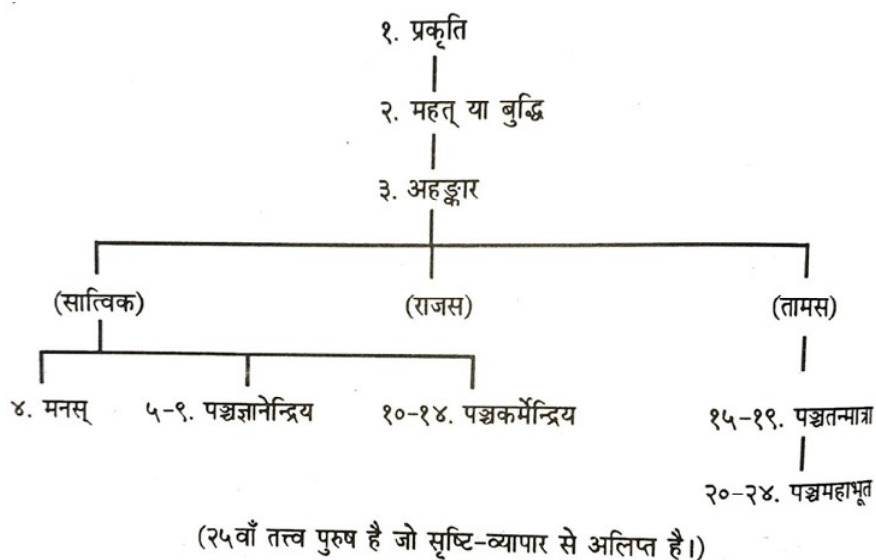 १. प्रकृति
२. महत् या बुद्धि
३. अहङ्कार
(सात्विक) (राजस) (तामस)
४. मनस् ५-९. पञ्चज्ञानेन्द्रिय १०-१४. पञ्चकर्मेन्द्रिय १५-१९. पञ्चतन्मात्रा
२०-२४. पञ्चमहाभूत
(२५वाँ तत्त्व पुरुष है जो सृष्टि-व्यापार से अलिप्त है।)